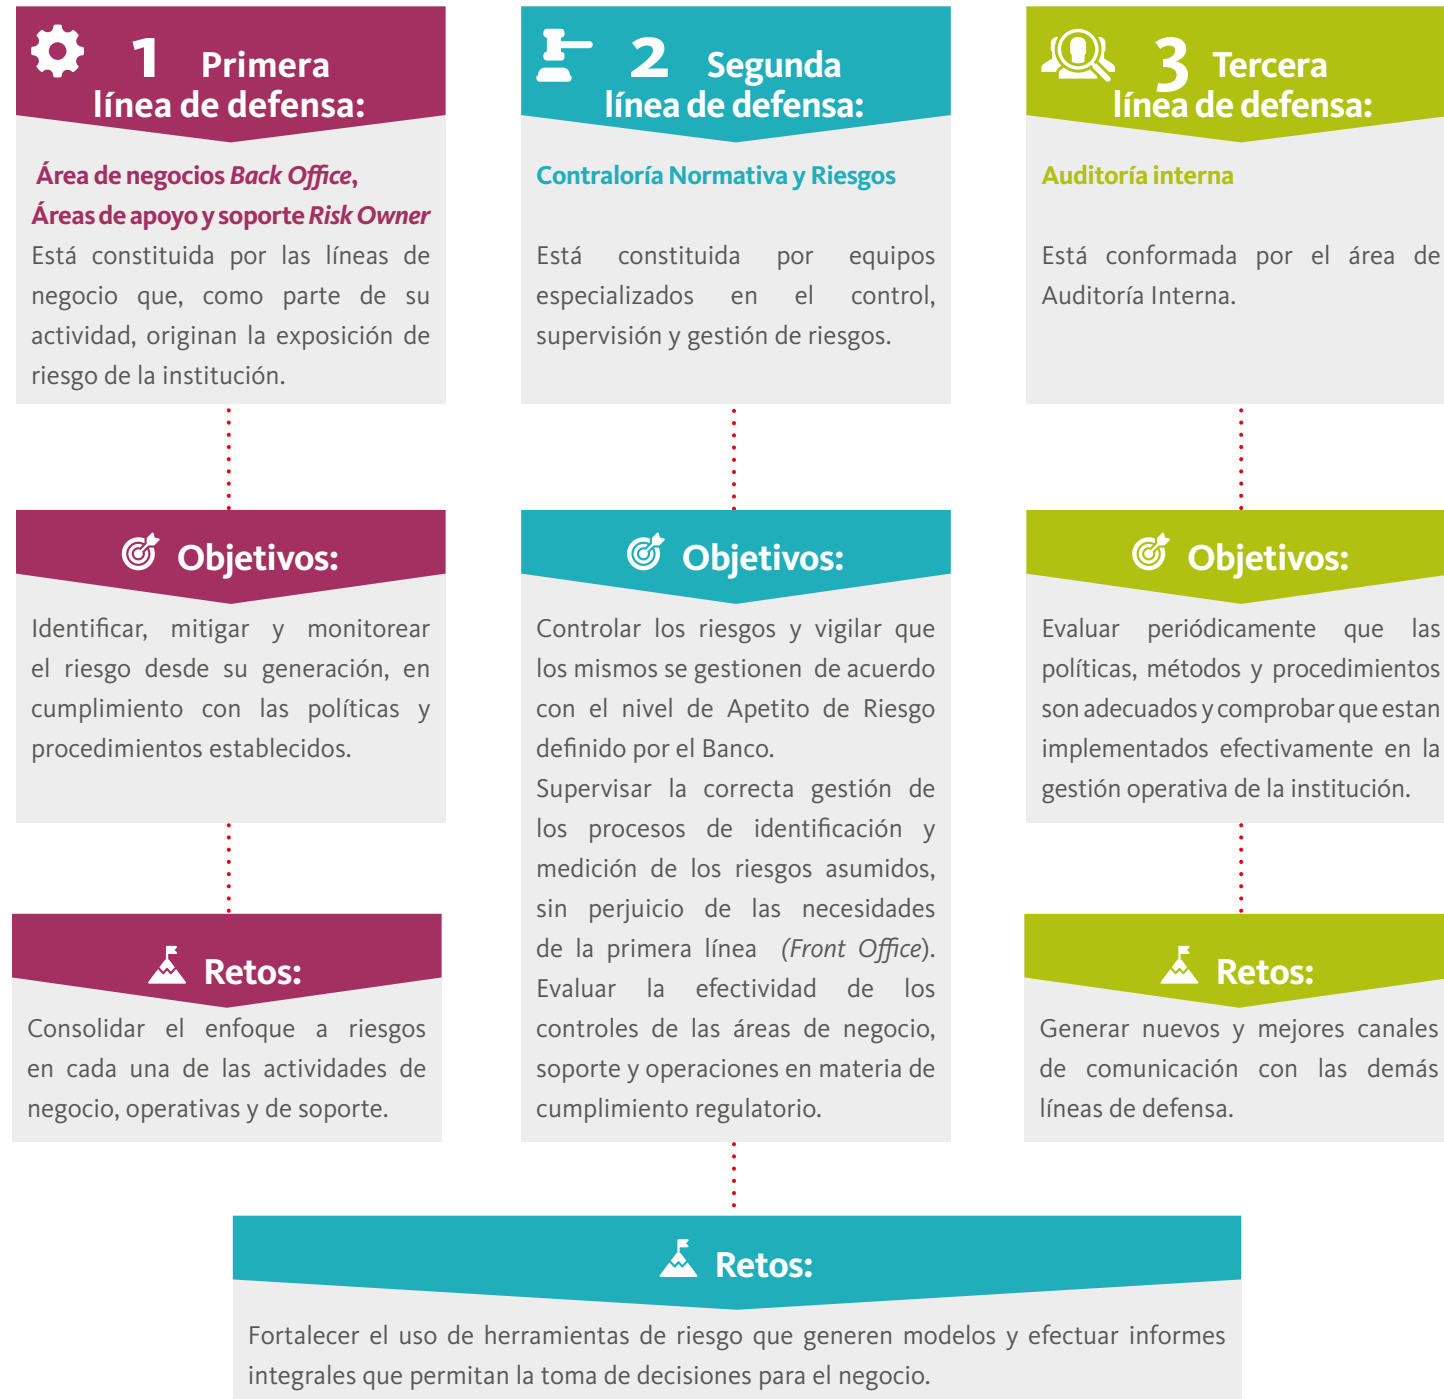 1 Primera
línea de defensa:
Área de negocios Back Office,
Áreas de apoyo y soporte Risk Owner
Está constituida por las líneas de
negocio que, como parte de su
actividad, originan la exposición de
riesgo de la institución.
Objetivos:
Identificar, mitigar y monitorear
el riesgo desde su generación, en
cumplimiento con las políticas y
procedimientos establecidos.
Retos:
Consolidar el enfoque a riesgos
en cada una de las actividades de
negocio, operativas y de soporte.
2 Segunda
línea de defensa:
Contraloría Normativa y Riesgos
Está constituida por equipos
especializados en el control,
supervisión y gestión de riesgos.
Objetivos:
Controlar los riesgos y vigilar que
los mismos se gestionen de acuerdo
con el nivel de Apetito de Riesgo
definido por el Banco.
Supervisar la correcta gestión de
los procesos de identificación y
medición de los riesgos asumidos,
sin perjuicio de las necesidades
de la primera línea (Front Office).
Evaluar la efectividad de los
controles de las áreas de negocio,
soporte y operaciones en materia de
cumplimiento regulatorio.
Retos:
Fortalecer el uso de herramientas de riesgo que generen modelos y efectuar informes
integrales que permitan la toma de decisiones para el negocio.
3 Tercera
línea de defensa:
Auditoría interna
Está conformada por el área de
Auditoría Interna.
Objetivos:
Evaluar periódicamente que las
políticas, métodos y procedimientos
son adecuados y comprobar que estan
implementados efectivamente en la
gestión operativa de la institución.
Retos:
Generar nuevos y mejores canales
de comunicación con las demás
líneas de defensa.